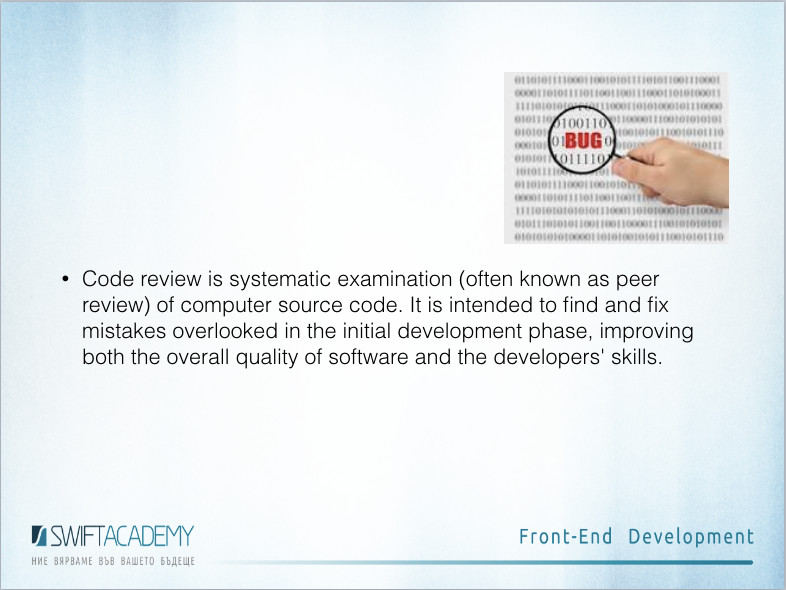 BUG
• Code review is systematic examination (often known as peer
review) of computer source code. It is intended to find and fix
mistakes overlooked in the initial development phase, improving
both the overall quality of software and the developers' skills.
SWIFTACADEMY
НИЕ ВЯРВАМЕ ВЪВ ВАШЕТО БЪДЕЩЕ
Front-End Development